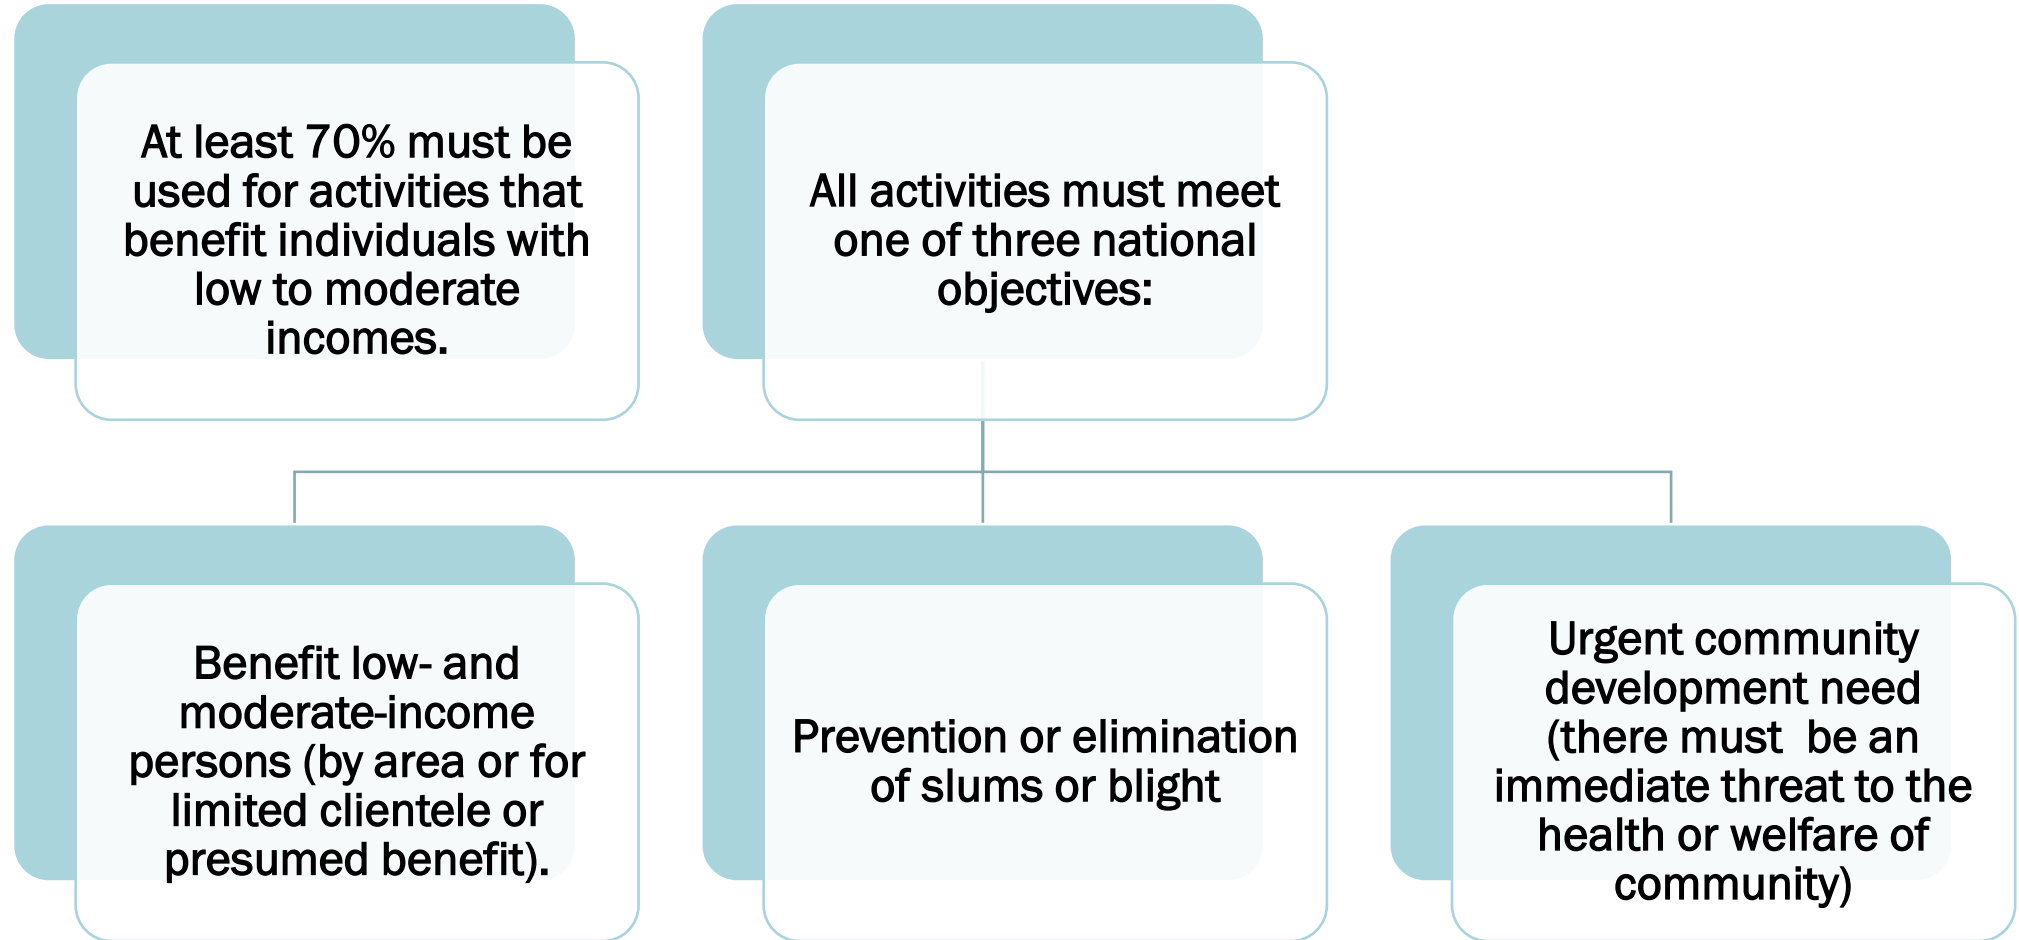 At least 70% must be
used for activities that
benefit individuals with
low to moderate
incomes.
All activities must meet
one of three national
objectives:
Benefit low- and
moderate-income
persons (by area or for
limited clientele or
presumed benefit).
Prevention or elimination
of slums or blight
Urgent community
development need
(there must  be an
immediate threat to the
health or welfare of
community)